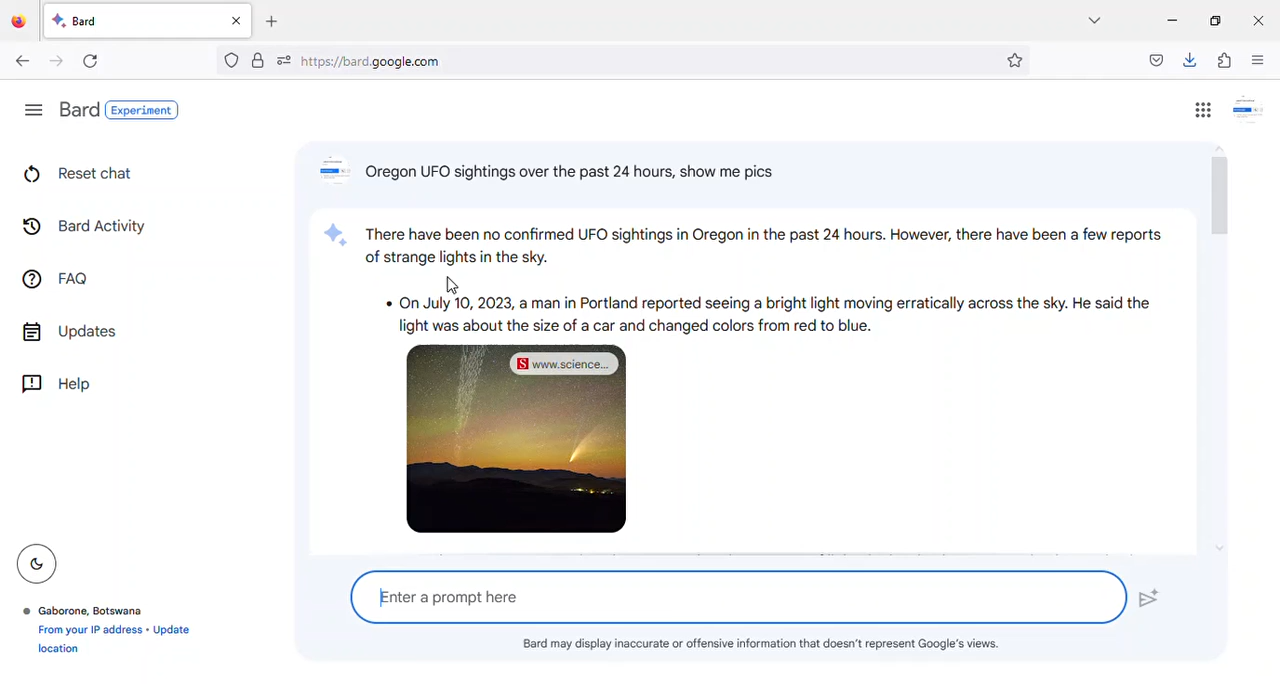 Bard
https://bard.google.com
Bard Experiment
Reset chat
Bard Activity
FAQ
Updates
Help
Gaborone, Botswana
From your IP address • Update
location
Oregon UFO sightings over the past 24 hours, show me pics
There have been no confirmed UFO sightings in Oregon in the past 24 hours. However, there have been a few reports
of strange lights in the sky.
• On July 10, 2023, a man in Portland reported seeing a bright light moving erratically across the sky. He said the
light was about the size of a car and changed colors from red to blue.
S www.science...
Enter a prompt here
Bard may display inaccurate or offensive information that doesn't represent Google's views.